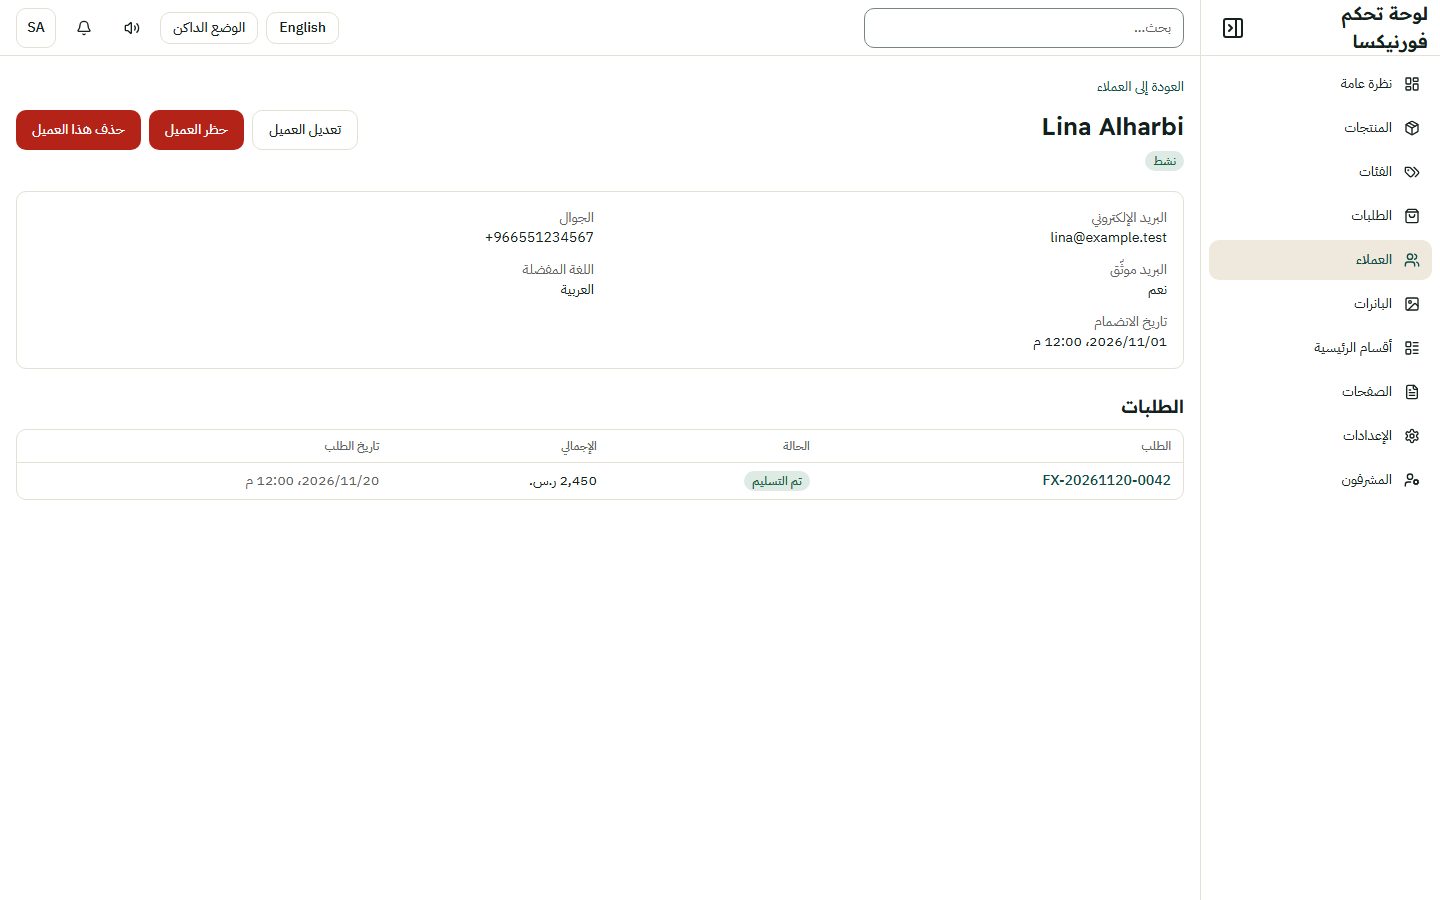 لوحة تحكم
فورنيكسا
نظرة عامة
المنتجات
الفئات
الطلبات
العملاء
البانرات
أقسام الرئيسية
الصفحات
الإعدادات
المشرفون
بحث...
English
الوضع الداكن
SA
العودة إلى العملاء
Lina Alharbi
نشط
تعديل العميل
حظر العميل
حذف هذا العميل
البريد الإلكتروني
lina@example.test
الجوال
+966551234567
البريد موثّق
نعم
اللغة المفضلة
العربية
تاريخ الانضمام
2026/11/01، 12:00 م
الطلبات
الطلب الحالة الإجمالي تاريخ الطلب
FX-20261120-0042 تم التسليم 2,450 ر.س. 2026/11/20، 12:00 م